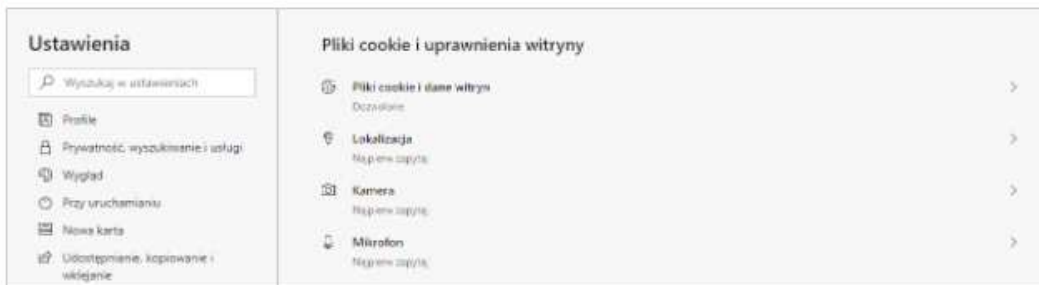 Ustawienia
Wyszukaj w ustawieniach
Profile
Prywatność, wyszukiwanie i usługi
Wygląd
Przy uruchamianiu
Nowa karta
Udostępnianie, kopiowanie i
wklejanie
Pliki cookie i uprawnienia witryny
Pliki cookie i dane witryn
Dozwolone
Lokalizacja
Najpierw zapytaj
Kamera
Najpierw zapytaj
Mikrofon
Najpierw zapytaj